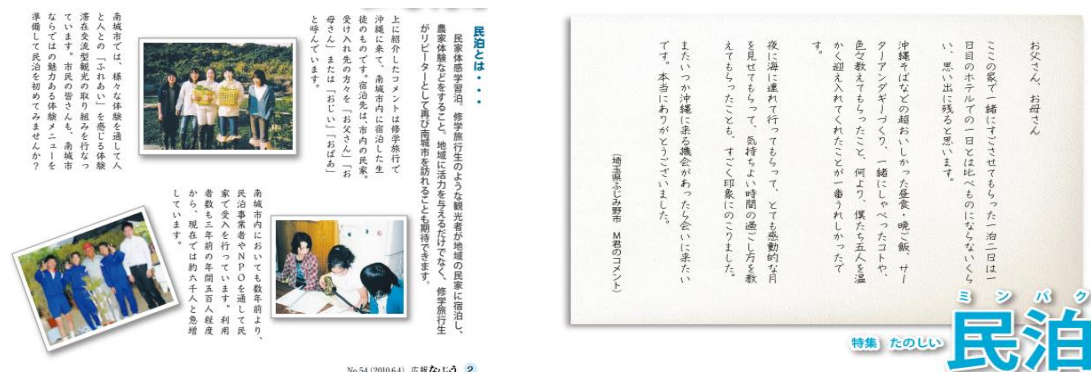 ミンパク
特集 たのしい 民泊
お父さん、お母さん
ここの家で一緒にすごさせてもらった一泊二日は一
日目のホテルでの一日とは比べものにならないくら
い、思い出に残ると思います。
沖縄そばなどの超おいしかった昼食・晩ご飯、サー
ターアンダギーづくり、一緒にしゃべったコトや、
色々教えてもらったこと、何より、僕たち五人を温
かく迎え入れてくれたことが一番うれしかったで
す。
夜に海に連れて行ってもらって、とても感動的な月
を見せてもらって、気持ちよい時間の過ごし方を教
えてもらったことも、すごく印象にのこりました。
またいつか沖縄に来る機会があったら会いに来たい
です。本当にありがとうございました。
(埼玉県ふじみ野市 M君のコメント)
民泊とは・・・
民家体感学習泊。修学旅行生のような観光者が地域の民家に宿泊し、
農家体験などをすること。地域に活力を与えるだけでなく、修学旅行生
がリピーターとして再び南城市を訪れることも期待できます。
上に紹介したコメントは修学旅行で
沖縄に来て、南城市内に宿泊した生
徒のものです。宿泊先は、市内の民家。
受け入れ先の方々を「お父さん」「お
母さん」または「おじい」「おばあ」
と呼んでいます。
南城市内においても数年前より、
民泊事業者やNPOを通して民
家で受入を行っています。利用
者数も三年前の年間五百人程度
から、現在では約六千人と急増
しています。
南城市では、様々な体験を通して人
と人との「ふれあい」を感じる体験
滞在交流型観光の取り組みを行なっ
ています。市民の皆さんも、南城市
ならではの魅力ある体験メニューを
準備して民泊を初めてみませんか?
No.54 (2010.6.4) 広報なんじょう 2